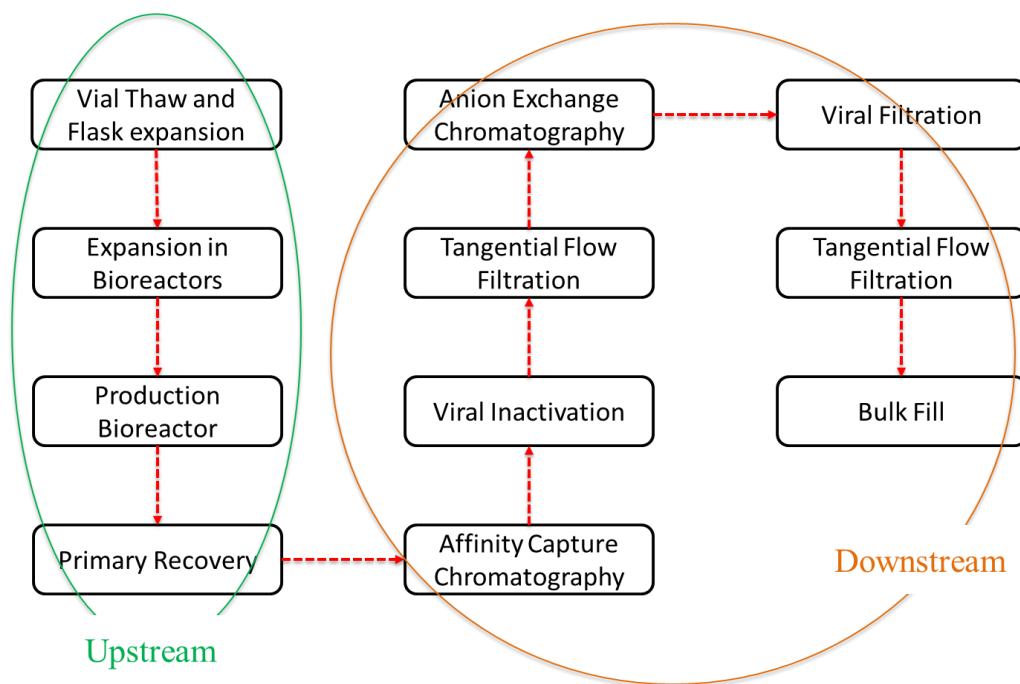 Vial Thaw and
Flask expansion
Expansion in
Bioreactors
Production
Bioreactor
Primary Recovery
Upstream
Affinity Capture
Chromatography
Viral Inactivation
Tangential Flow
Filtration
Anion Exchange
Chromatography
Viral Filtration
Tangential Flow
Filtration
Bulk Fill
Downstream